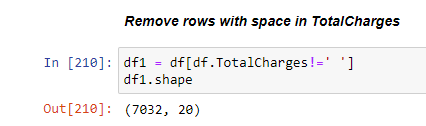 Remove rows with space in TotalCharges
In [210]: df1 = df[df.TotalCharges!=' ']
df1.shape
Out[210]: (7032, 20)